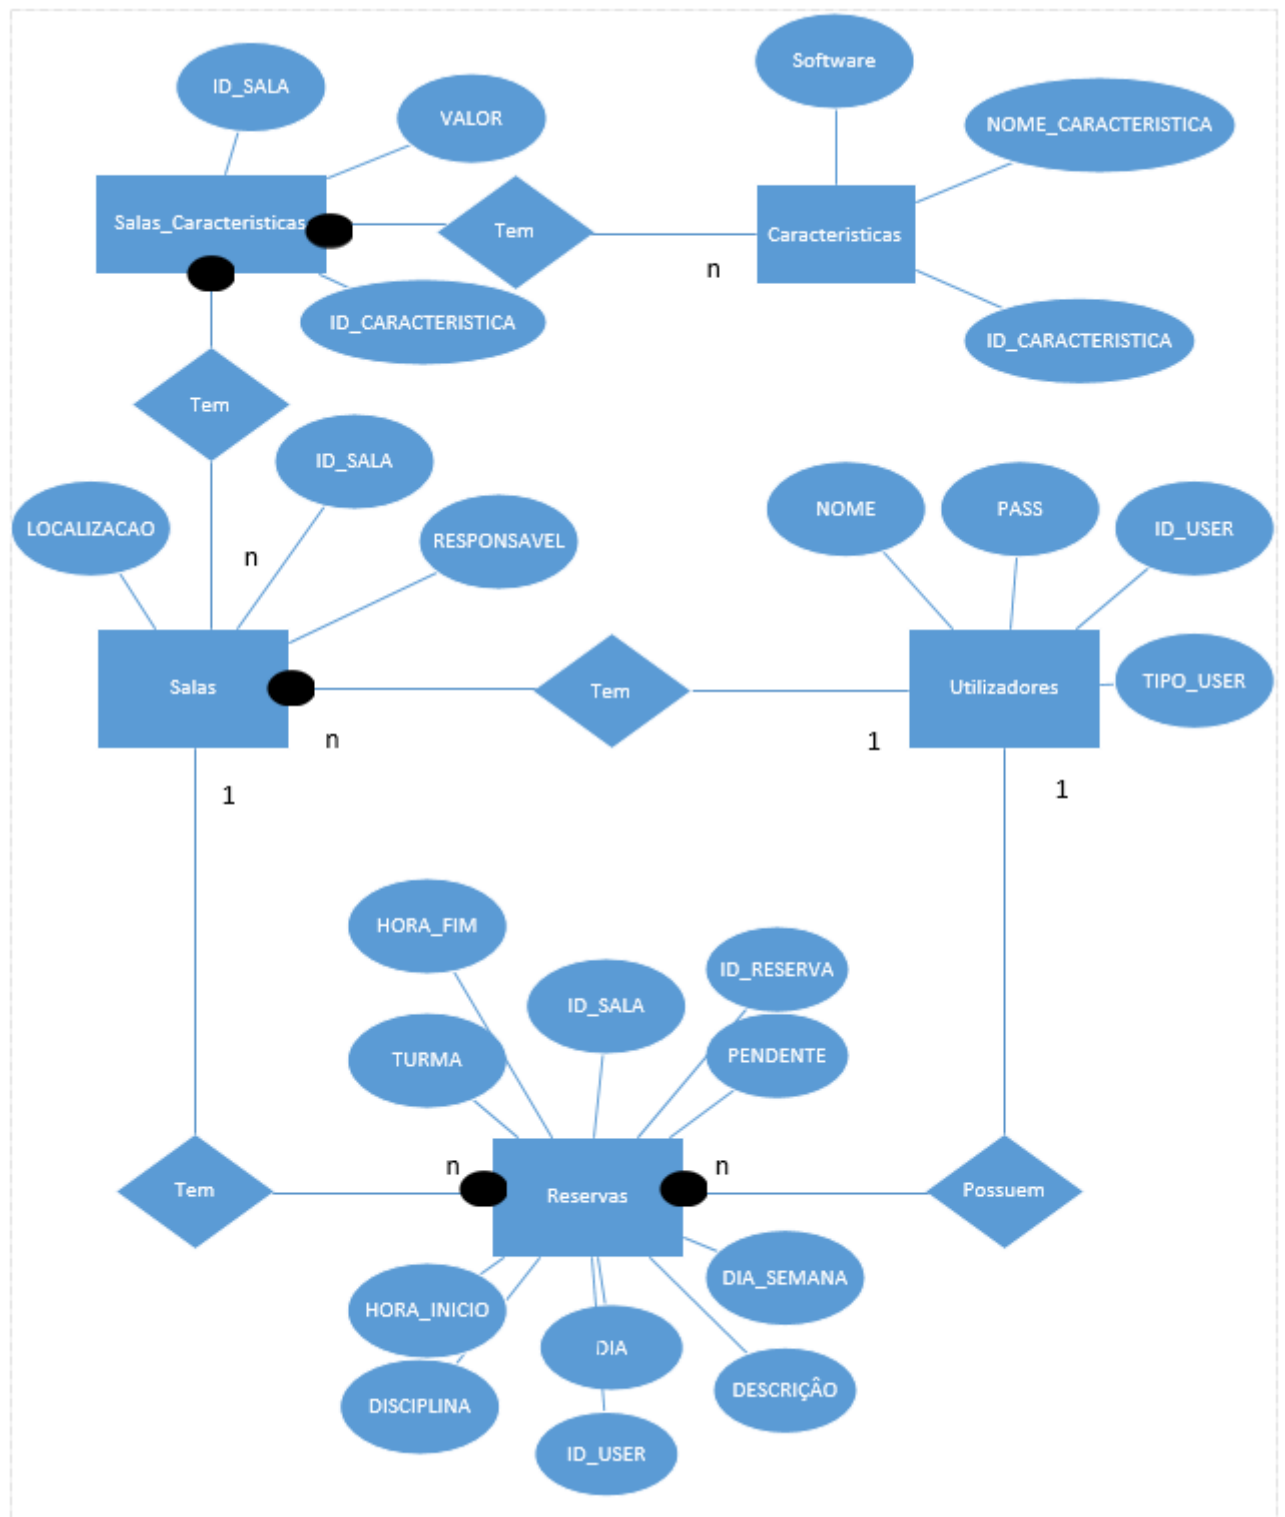 Software
ID_SALA
VALOR
NOME_CARACTERISTICA
Salas_Caracteristicas
Tem
Caracteristicas
n
ID_CARACTERISTICA
ID_CARACTERISTICA
Tem
ID_SALA
LOCALIZACAO
RESPONSAVEL
n
NOME
PASS
ID_USER
Salas
Tem
Utilizadores
TIPO_USER
n
1
1
1
HORA_FIM
ID_SALA
ID_RESERVA
TURMA
PENDENTE
n
n
Tem
Reservas
Possuem
DIA_SEMANA
HORA_INICIO
DIA
DESCRIÇÂO
DISCIPLINA
ID_USER